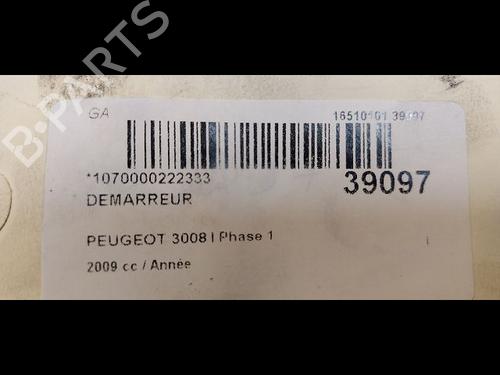 B-PARTS
GA
16510101 39097
*1070000222333
39097
DEMARREUR
PEUGEOT 3008 I Phase 1
2009 cc / Année